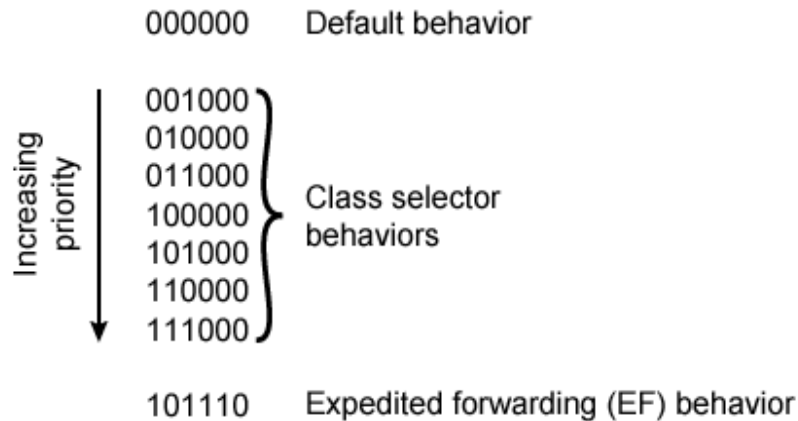 000000 Default behavior
001000
010000
011000
100000
101000
110000
111000
Increasing
priority
Class selector
behaviors
101110 Expedited forwarding (EF) behavior